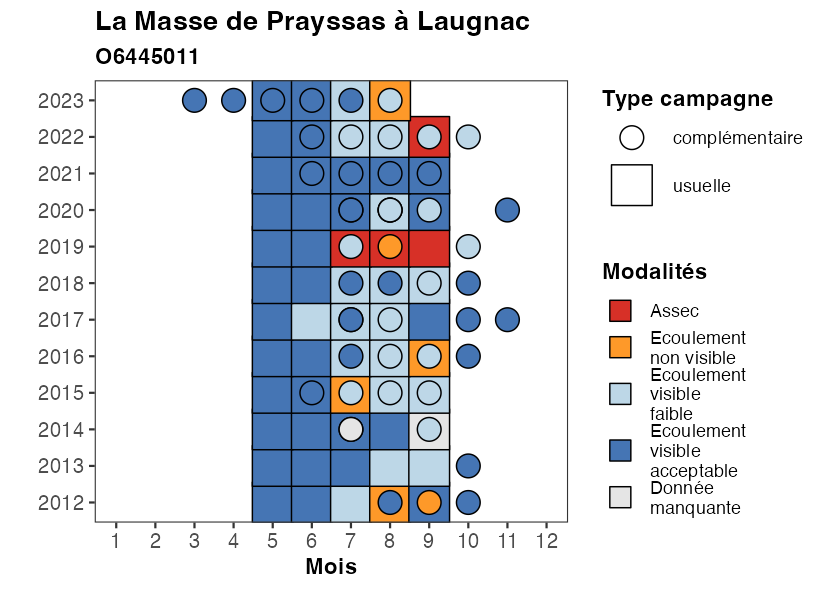 La Masse de Prayssas à Laugnac
O6445011
2023
2022
2021
2020
2019
2018
2017
2016
2015
2014
2013
2012
1 2 3 4 5 6 7 8 9 10 11 12
Mois
Type campagne
complémentaire
usuelle
Modalités
Assec
Ecoulement
non visible
Ecoulement
visible
faible
Ecoulement
visible
acceptable
Donnée
manquante